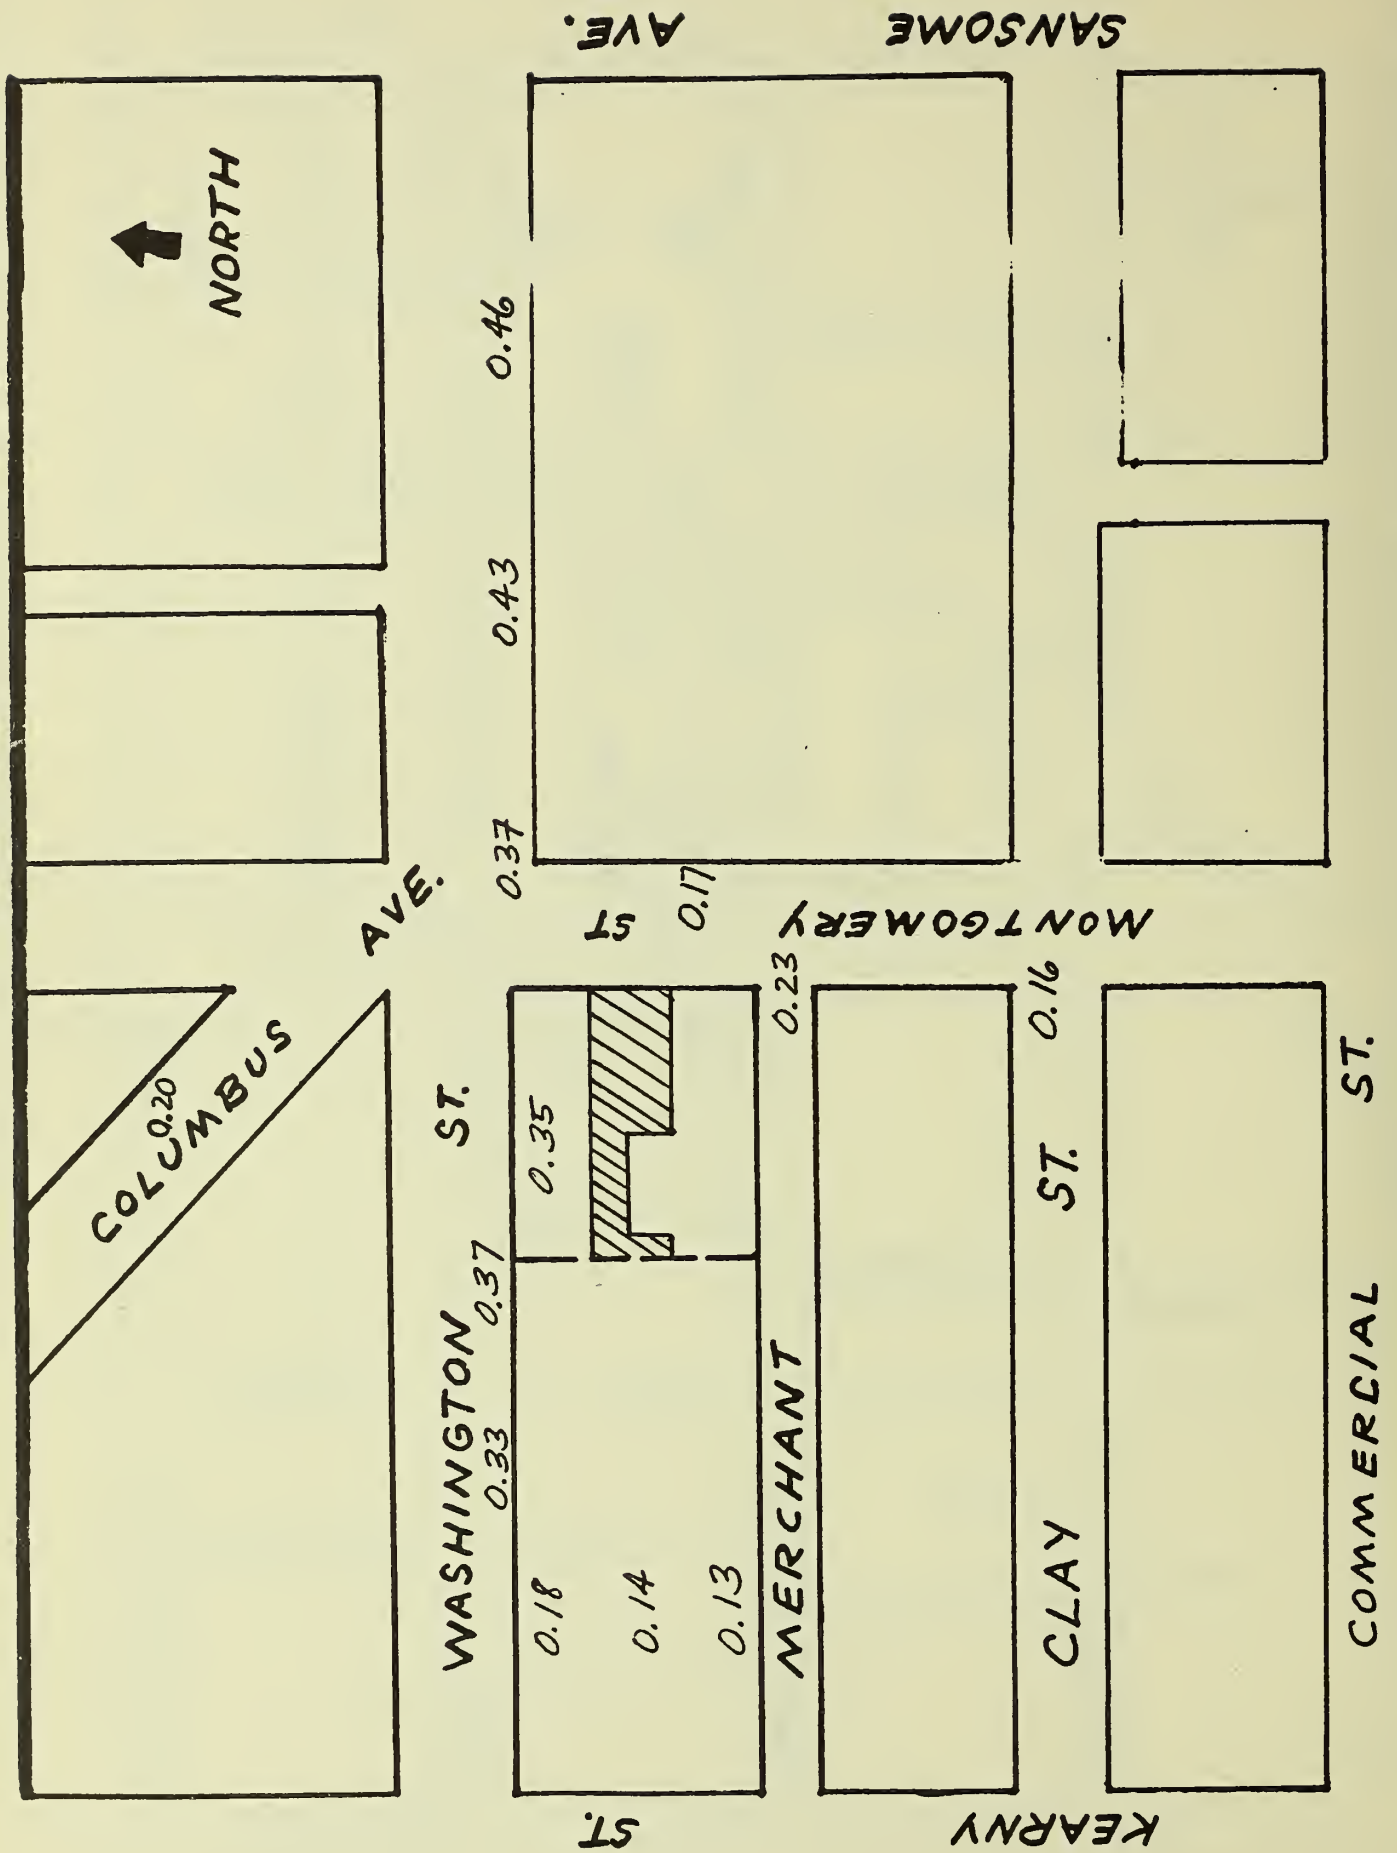 NORTH
COLUMBUS AVE.
0.20
WASHINGTON ST.
0.33
0.37
0.37
0.43
0.46
0.18
0.14
0.13
0.35
MERCHANT
0.23
0.17
CLAY ST.
0.16
COMMERCIAL ST.
KEARNY ST.
MONTGOMERY ST
SANSOME AVE.